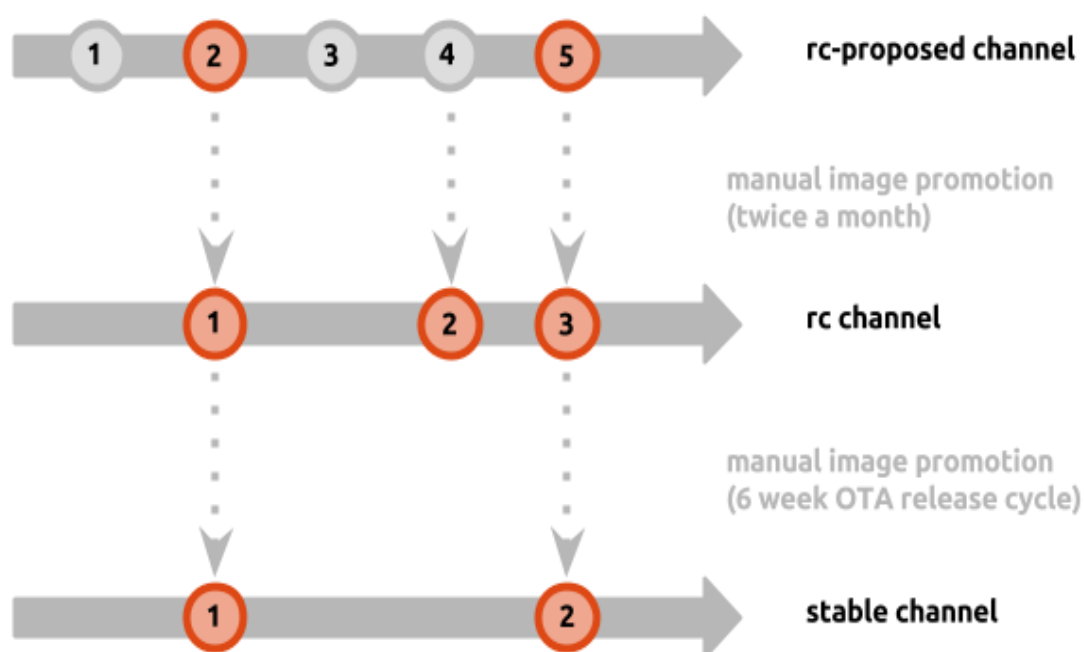 1 2 3 4 5 rc-proposed channel
manual image promotion
(twice a month)
1 2 3 rc channel
manual image promotion
(6 week OTA release cycle)
1 2 stable channel